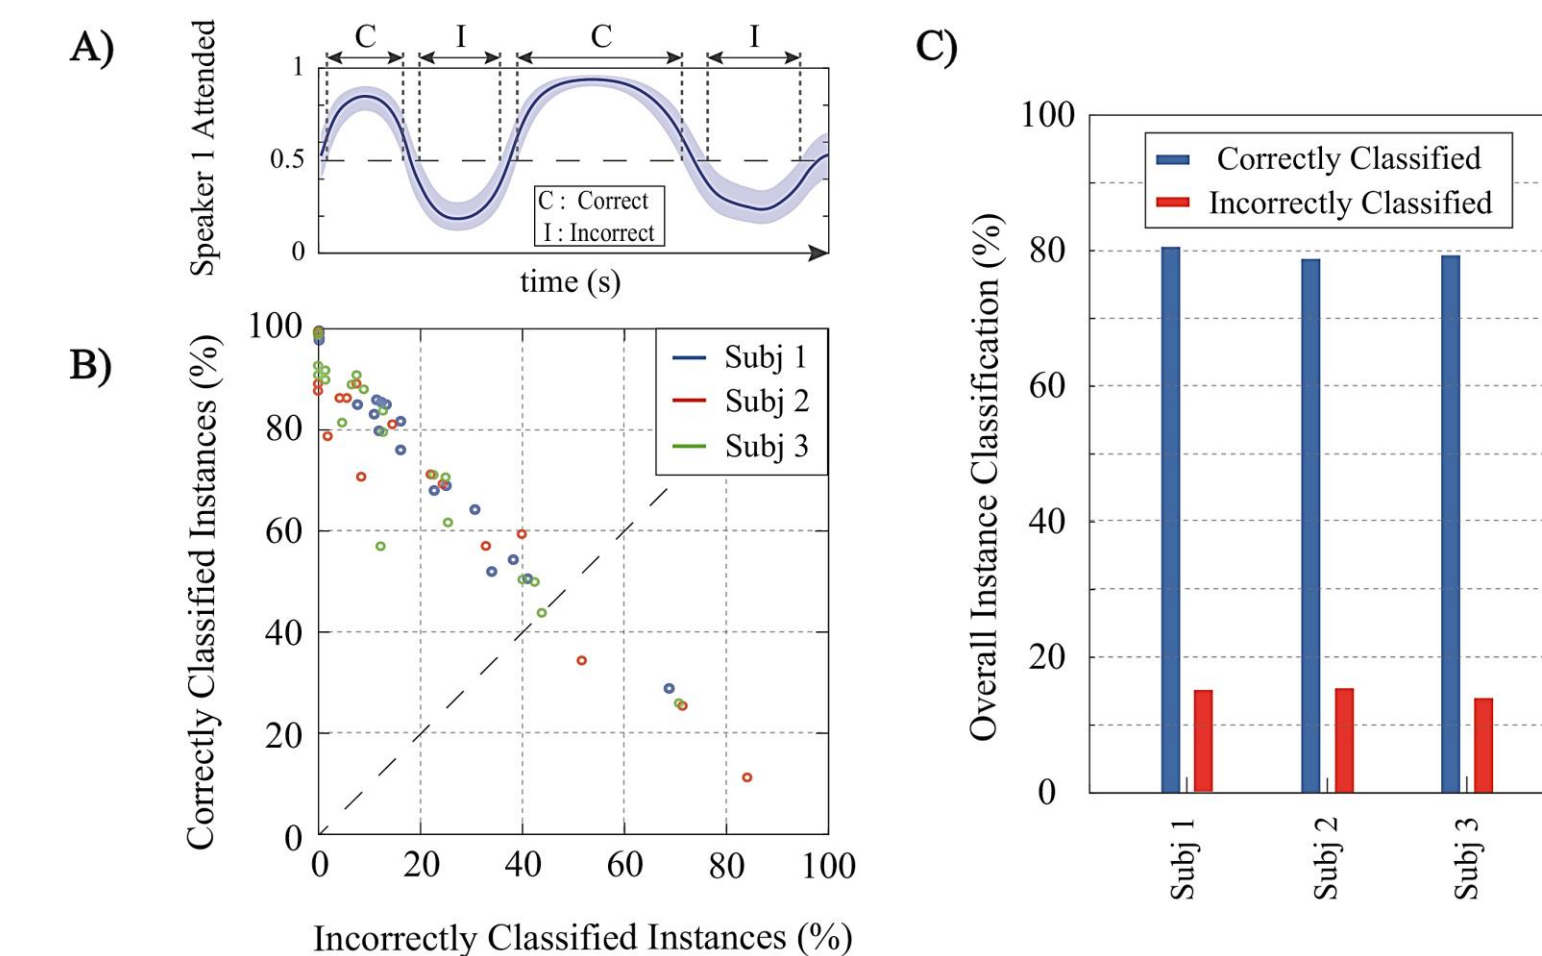 A)
Speaker 1 Attended
C I C I
1
0.5
0
C : Correct
I : Incorrect
time (s)
B)
Correctly Classified Instances (%)
100
80
60
40
20
0
Subj 1
Subj 2
Subj 3
0 20 40 60 80 100
Incorrectly Classified Instances (%)
C)
Overall Instance Classification (%)
100
80
60
40
20
0
Correctly Classified
Incorrectly Classified
Subj 1
Subj 2
Subj 3